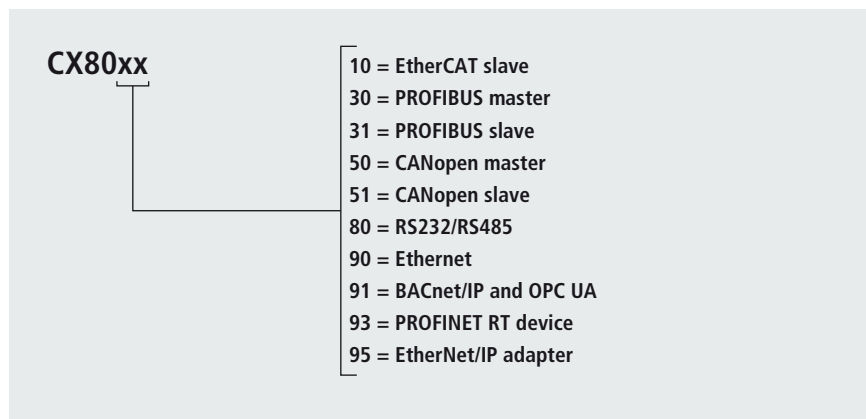 CX80xx
10 = EtherCAT slave
30 = PROFIBUS master
31 = PROFIBUS slave
50 = CANopen master
51 = CANopen slave
80 = RS232/RS485
90 = Ethernet
91 = BACnet/IP and OPC UA
93 = PROFINET RT device
95 = EtherNet/IP adapter